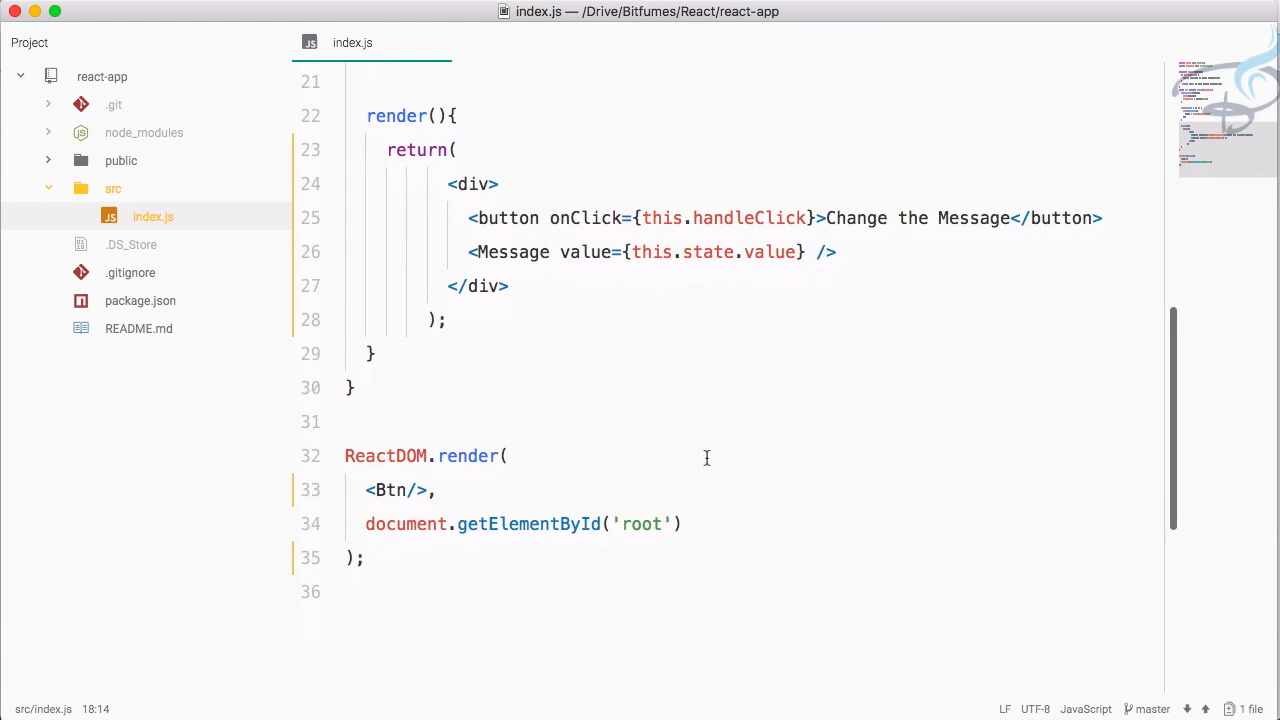 index.js — /Drive/Bitfumes/React/react-app
Project
react-app
.git
node_modules
public
src
index.js
.DS_Store
.gitignore
package.json
README.md
index.js
21
22 render(){
23 return(
24 <div>
25 <button onClick={this.handleClick}>Change the Message</button>
26 <Message value={this.state.value} />
27 </div>
28 );
29 }
30 }
31
32 ReactDOM.render(
33 <Btn/>,
34 document.getElementById('root')
35 );
36
src/index.js 18:14 LF UTF-8 JavaScript master 1 file